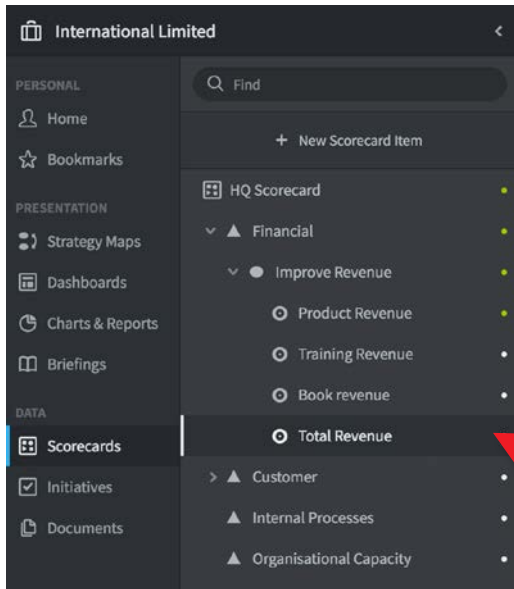 International Limited
PERSONAL
Home
Bookmarks
PRESENTATION
Strategy Maps
Dashboards
Charts & Reports
Briefings
DATA
Scorecards
Initiatives
Documents
Find
+ New Scorecard Item
HQ Scorecard
Financial
Improve Revenue
Product Revenue
Training Revenue
Book revenue
Total Revenue
Customer
Internal Processes
Organisational Capacity